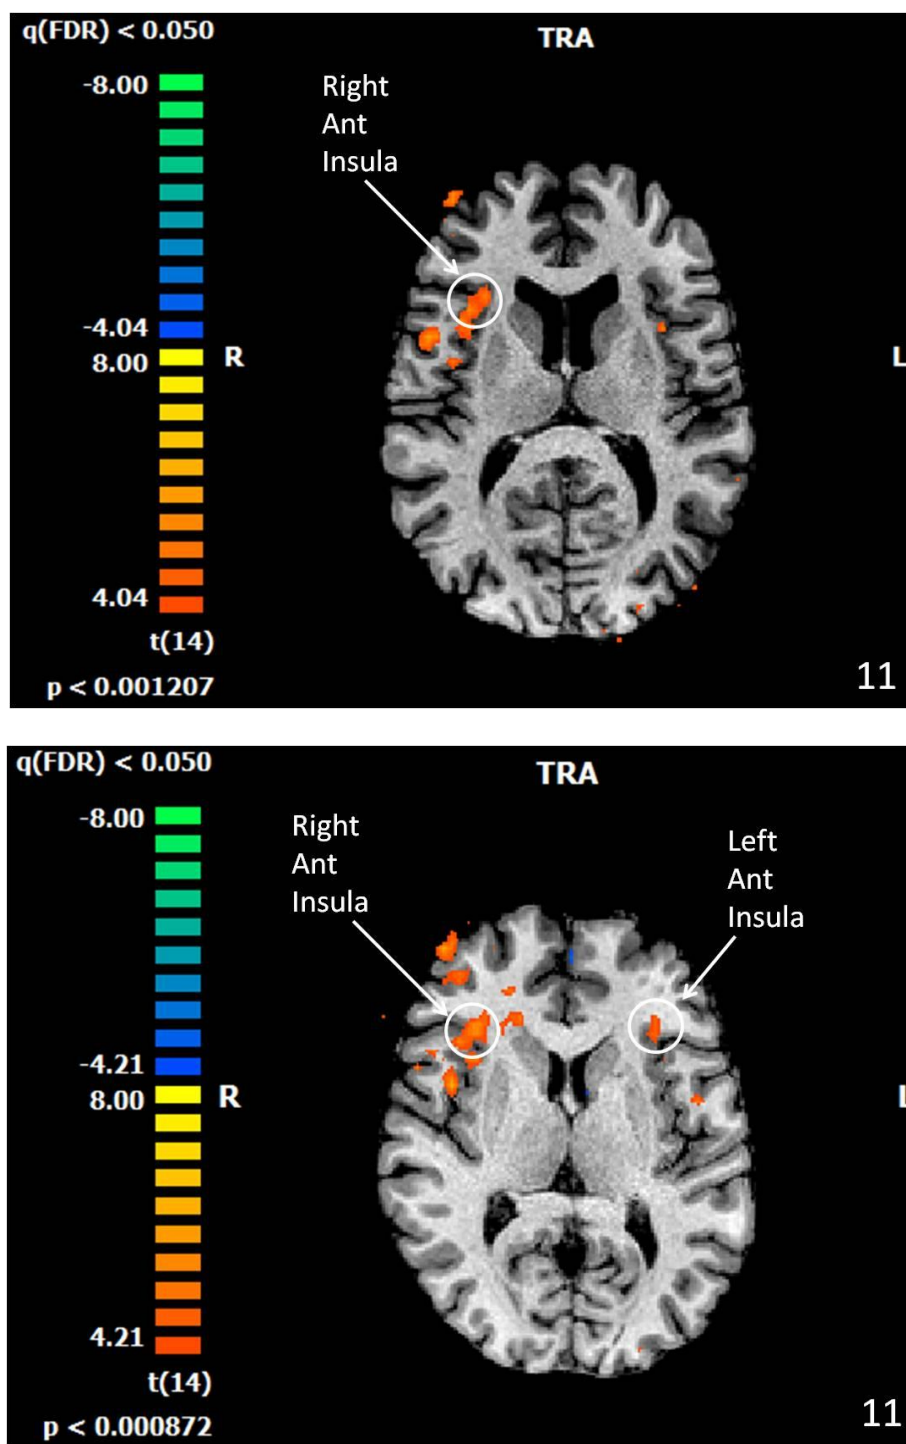 q(FDR) < 0.050
TRA
-8.00
Right
Ant
Insula
-4.04
8.00
R
L
4.04
t(14)
p < 0.001207
11
q(FDR) < 0.050
TRA
-8.00
Right
Ant
Insula
Left
Ant
Insula
-4.21
8.00
R
L
4.21
t(14)
p < 0.000872
11